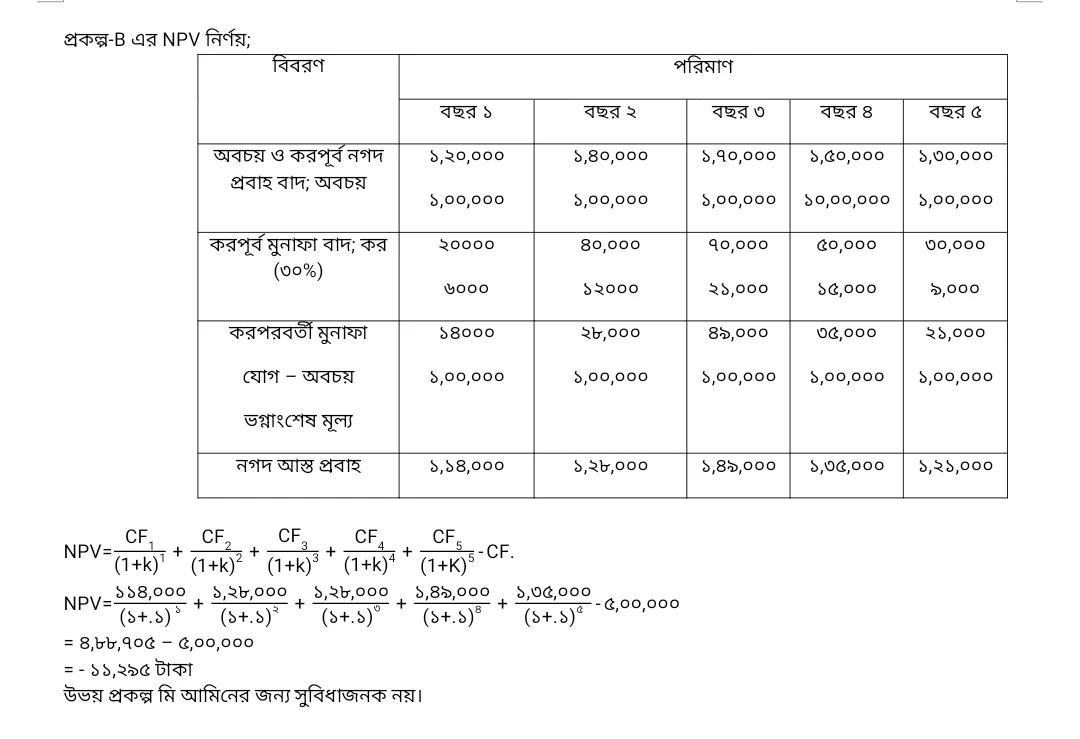 প্রকল্প-B এর NPV নির্ণয়;
বিবরণ পরিমাণ
বছর ১ বছর ২ বছর ৩ বছর ৪ বছর ৫
অবচয় ও করপূর্ব নগদ ১,২০,০০০ ১,৪০,০০০ ১,৭০,০০০ ১,৫০,০০০ ১,৩০,০০০
প্রবাহ বাদ; অবচয়
১,০০,০০০ ১,০০,০০০ ১,০০,০০০ ১০,০০,০০০ ১,০০,০০০
করপূর্ব মুনাফা বাদ; কর ২০০০০ ৪০,০০০ ৭০,০০০ ৫০,০০০ ৩০,০০০
(৩০%)
৬০০০ ১২০০০ ২১,০০০ ১৫,০০০ ৯,০০০
করপরবর্তী মুনাফা ১৪০০০ ২৮,০০০ ৪৯,০০০ ৩৫,০০০ ২১,০০০
যোগ – অবচয় ১,০০,০০০ ১,০০,০০০ ১,০০,০০০ ১,০০,০০০ ১,০০,০০০
ভগ্নাংশেষ মূল্য
নগদ আস্ত প্রবাহ ১,১৪,০০০ ১,২৮,০০০ ১,৪৯,০০০ ১,৩৫,০০০ ১,২১,০০০
NPV=CF₁/(1+k)¹ + CF₂/(1+k)² + CF₃/(1+k)³ + CF₄/(1+k)⁴ + CF₅/(1+K)⁵ - CF.
NPV=১১৪,০০০/(১+.১)^১ + ১,২৮,০০০/(১+.১)^২ + ১,২৮,০০০/(১+.১)^৩ + ১,৪৯,০০০/(১+.১)^৪ + ১,৩৫,০০০/(১+.১)^৫ - ৫,০০,০০০
= ৪,৮৮,৭০৫ – ৫,০০,০০০
= - ১১,২৯৫ টাকা
উভয় প্রকল্প মি আমিনের জন্য সুবিধাজনক নয়।